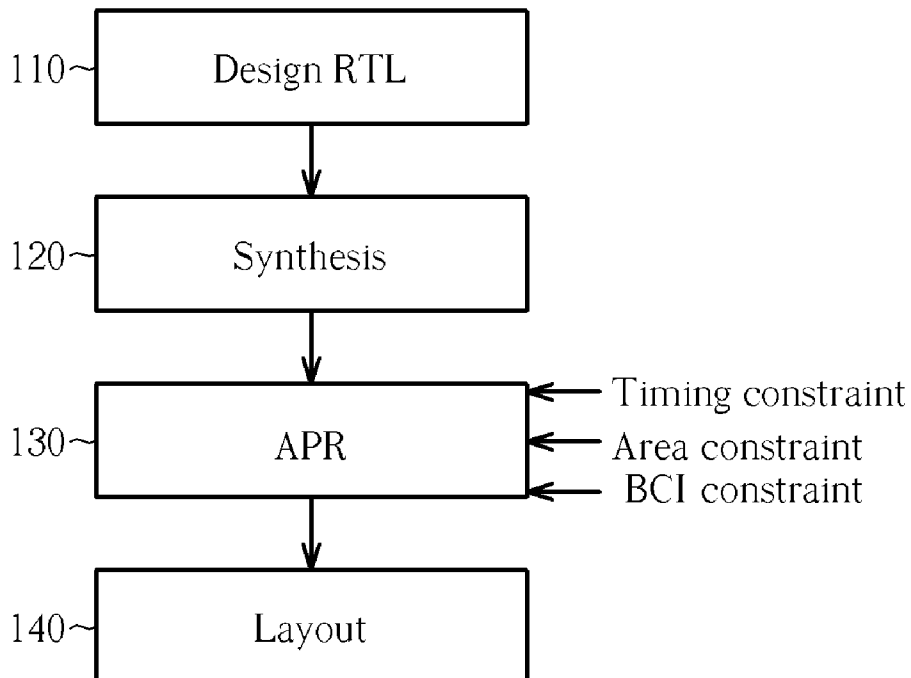 110 Design RTL
120 Synthesis
Timing constraint
130 APR Area constraint
BCI constraint
140 Layout